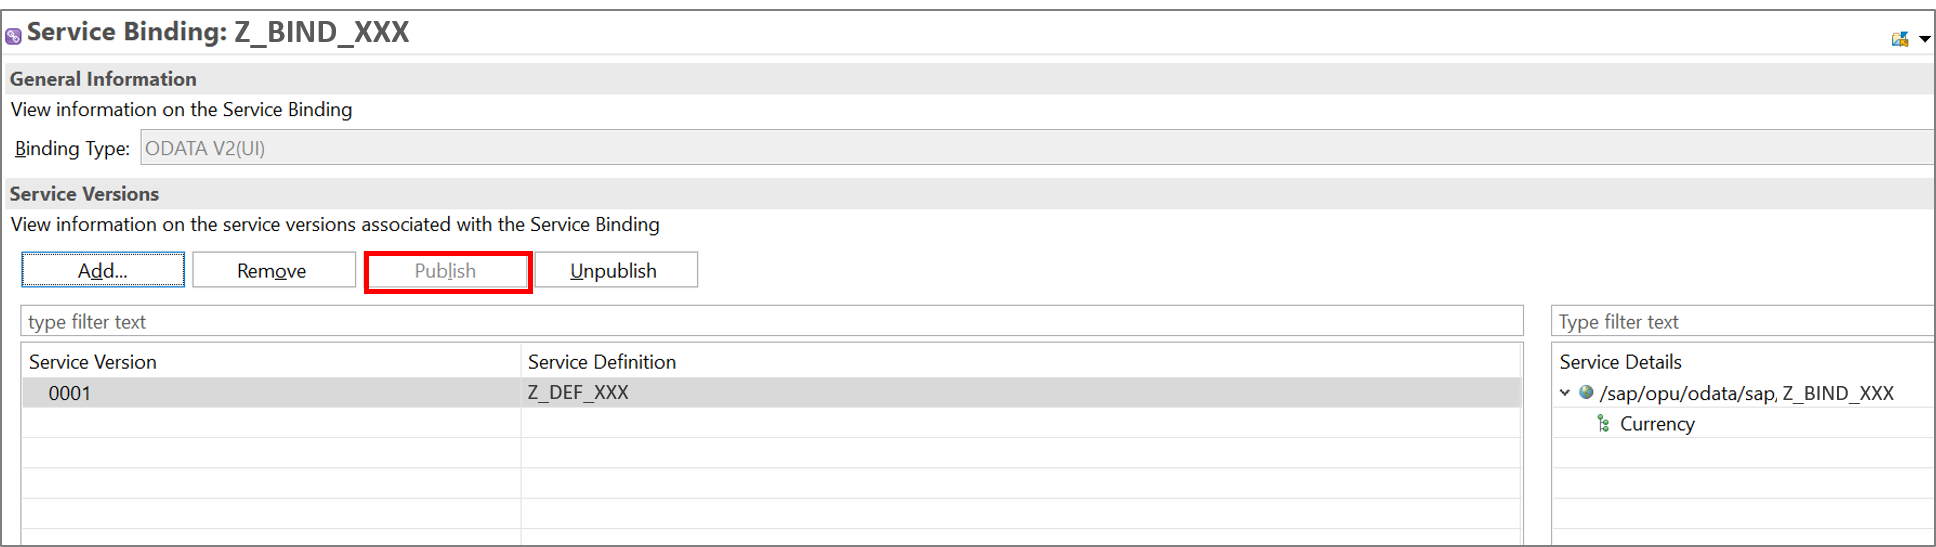 Service Binding: Z_BIND_XXX
General Information
View information on the Service Binding
Binding Type: ODATA V2(UI)
Service Versions
View information on the service versions associated with the Service Binding
Add... Remove Publish Unpublish
type filter text Type filter text
Service Version Service Definition Service Details
0001 Z_DEF_XXX /sap/opu/odata/sap, Z_BIND_XXX
Currency